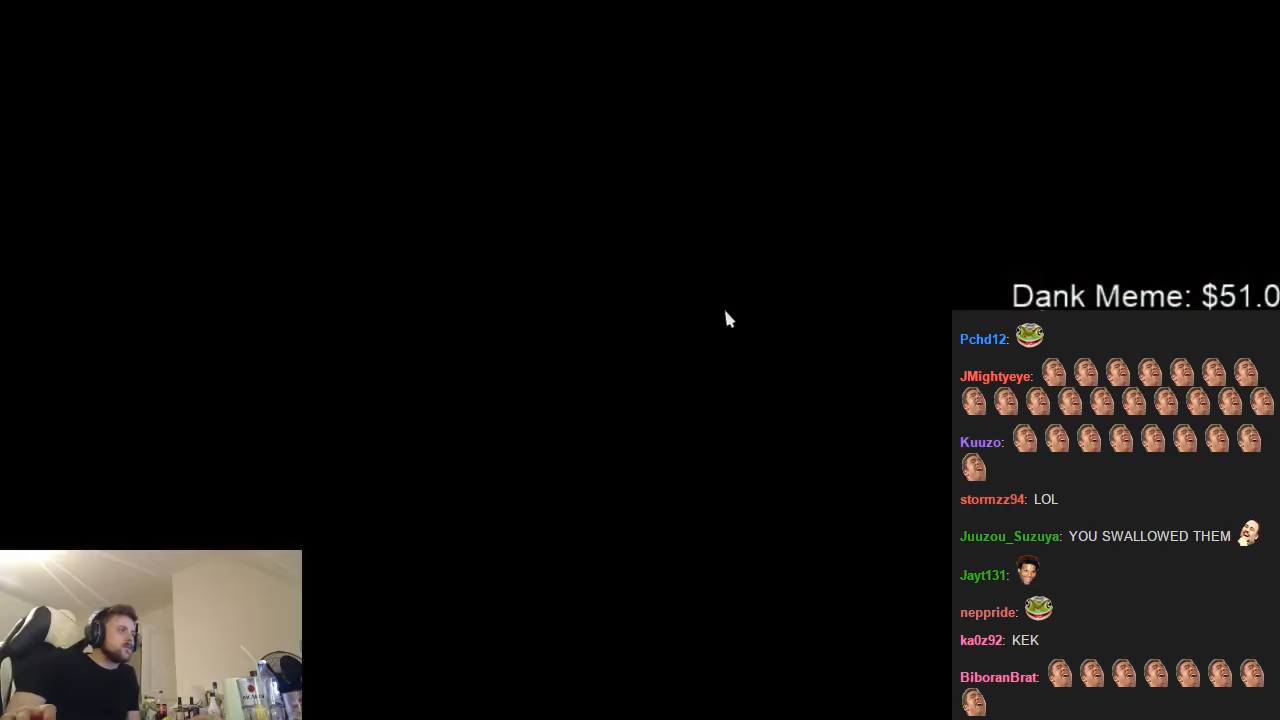 Dank Meme: $51.0
Pchd12:
JMightyeye:
Kuuzo:
stormzz94: LOL
Juuzou_Suzuya: YOU SWALLOWED THEM
Jayt131:
neppride:
ka0z92: KEK
BiboranBrat: